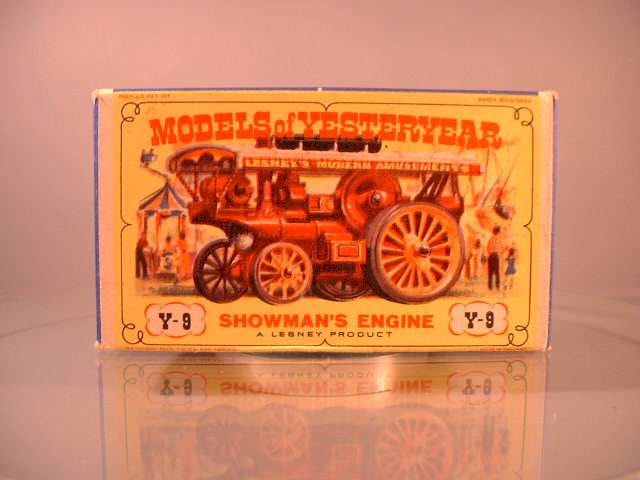 MODELS of YESTERYEAR
LESNEY'S MODERN AMUSEMENTS
Y-9 SHOWMAN'S ENGINE Y-9
A LESNEY PRODUCT